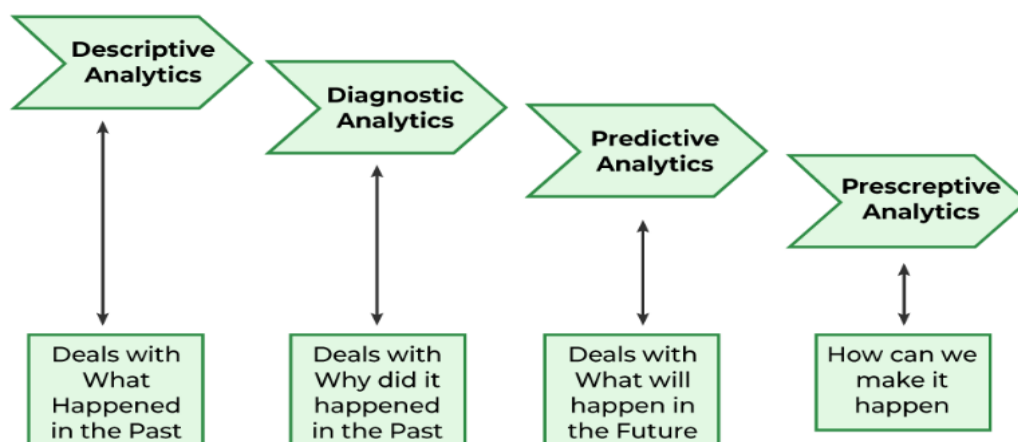 Descriptive
Analytics
Diagnostic
Analytics
Predictive
Analytics
Prescreptive
Analytics
Deals with
What
Happened
in the Past
Deals with
Why did it
happened
in the Past
Deals with
What will
happen in
the Future
How can we
make it
happen